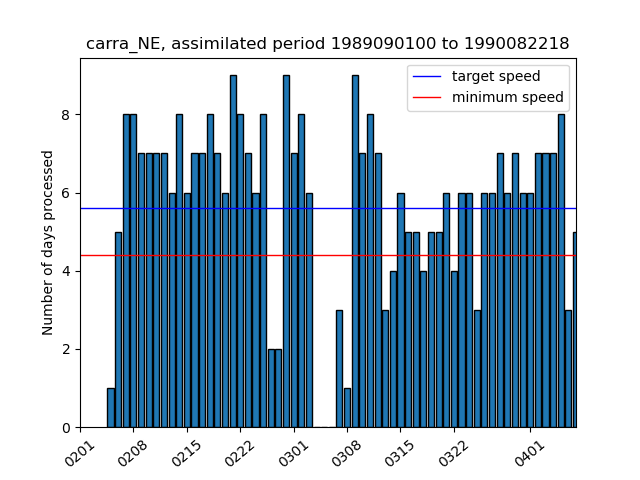 carra_NE, assimilated period 1989090100 to 1990082218
target speed
minimum speed
Number of days processed
8
6
4
2
0
0201 0208 0215 0222 0301 0308 0315 0322 0401